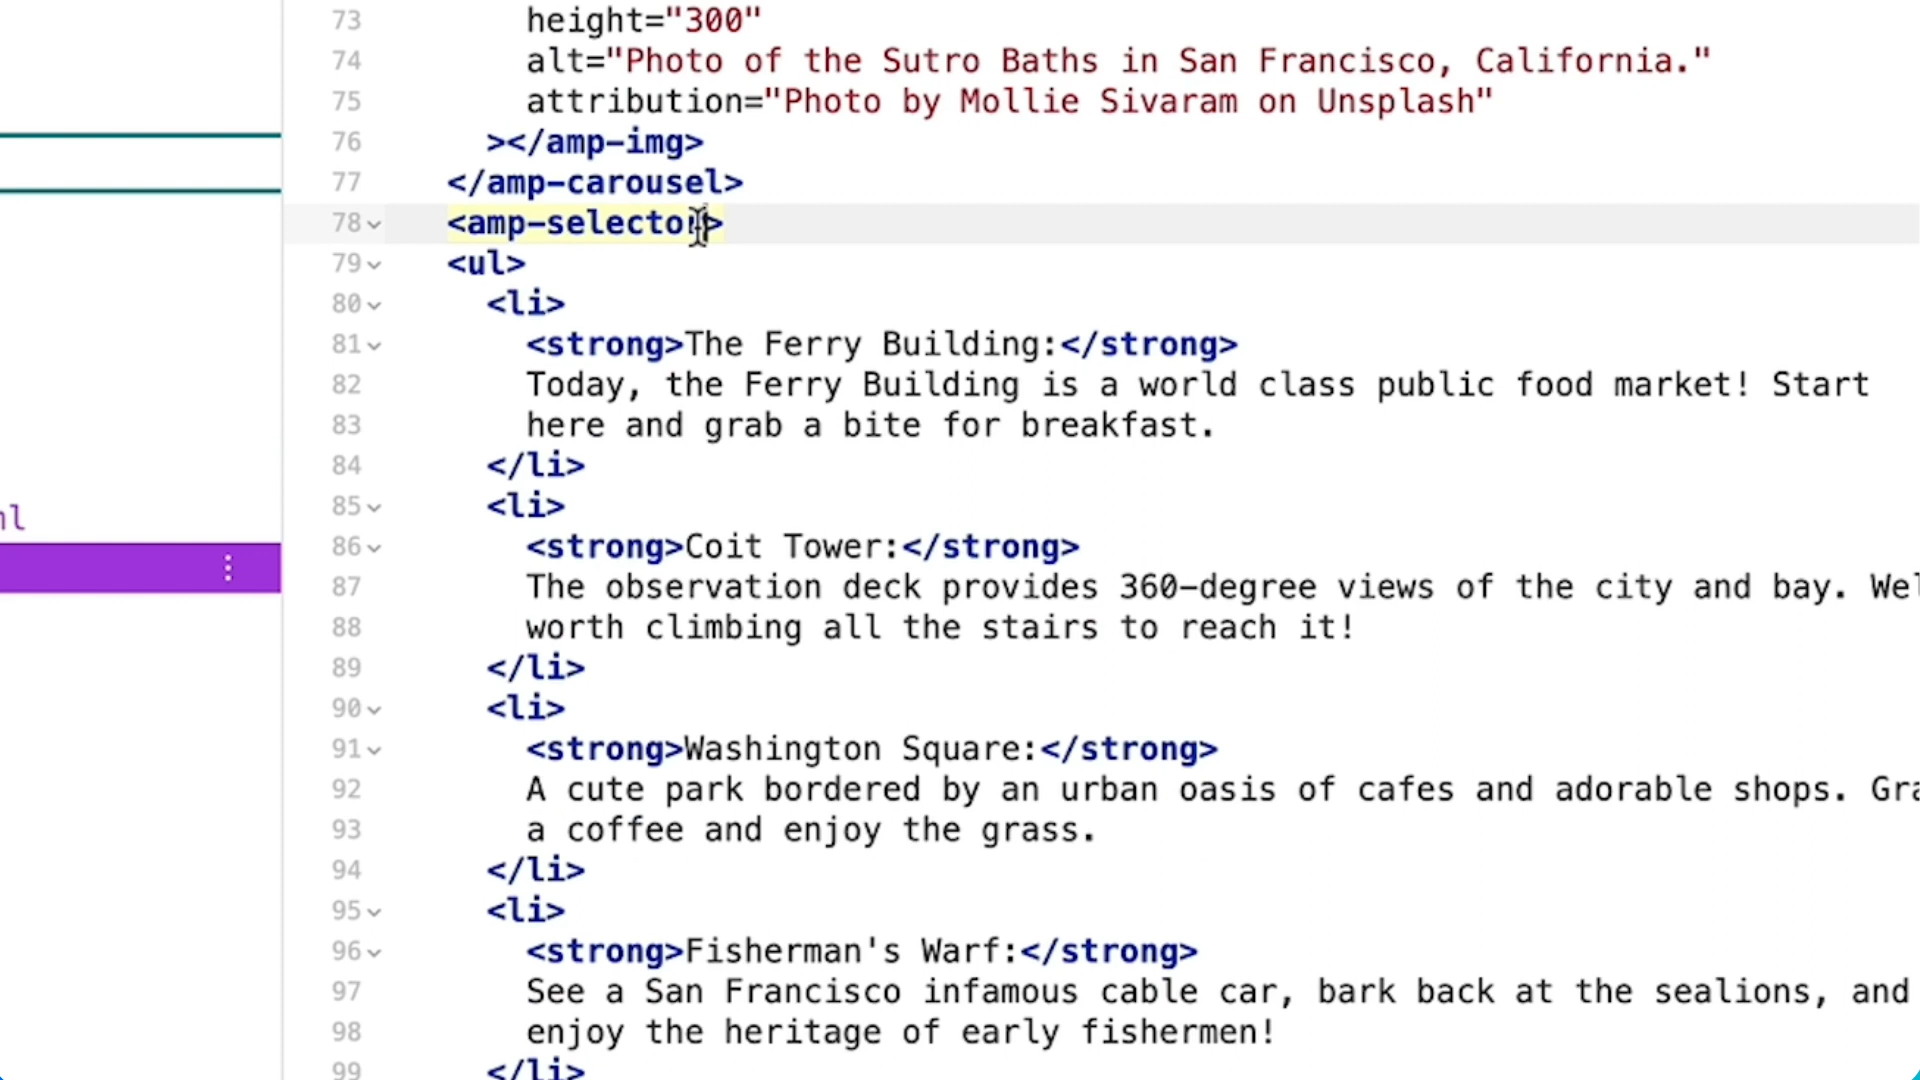 73 height="300"
74 alt="Photo of the Sutro Baths in San Francisco, California."
75 attribution="Photo by Mollie Sivaram on Unsplash"
76 ></amp-img>
77 </amp-carousel>
78 <amp-selector>
79 <ul>
80 <li>
81 <strong>The Ferry Building:</strong>
82 Today, the Ferry Building is a world class public food market! Start
83 here and grab a bite for breakfast.
84 </li>
85 <li>
86 <strong>Coit Tower:</strong>
87 The observation deck provides 360-degree views of the city and bay.
88 worth climbing all the stairs to reach it!
89 </li>
90 <li>
91 <strong>Washington Square:</strong>
92 A cute park bordered by an urban oasis of cafes and adorable shops.
93 a coffee and enjoy the grass.
94 </li>
95 <li>
96 <strong>Fisherman's Warf:</strong>
97 See a San Francisco infamous cable car, bark back at the sealions, and
98 enjoy the heritage of early fishermen!
99 </li>